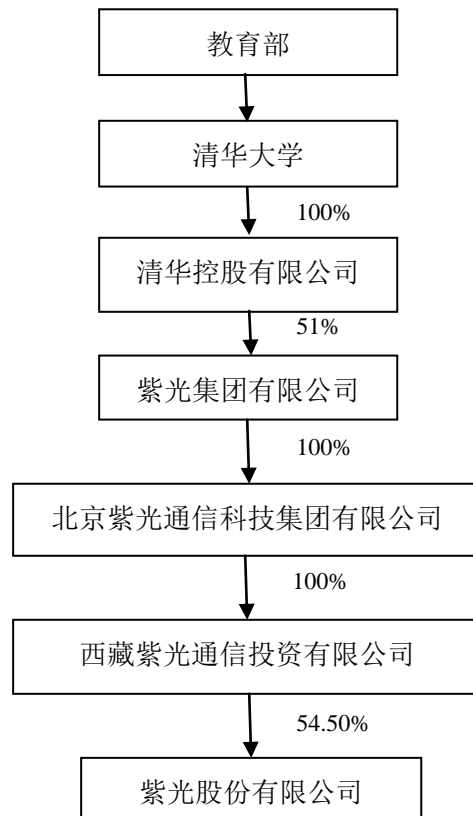 教育部
清华大学
100%
清华控股有限公司
51%
紫光集团有限公司
100%
北京紫光通信科技集团有限公司
100%
西藏紫光通信投资有限公司
54.50%
紫光股份有限公司